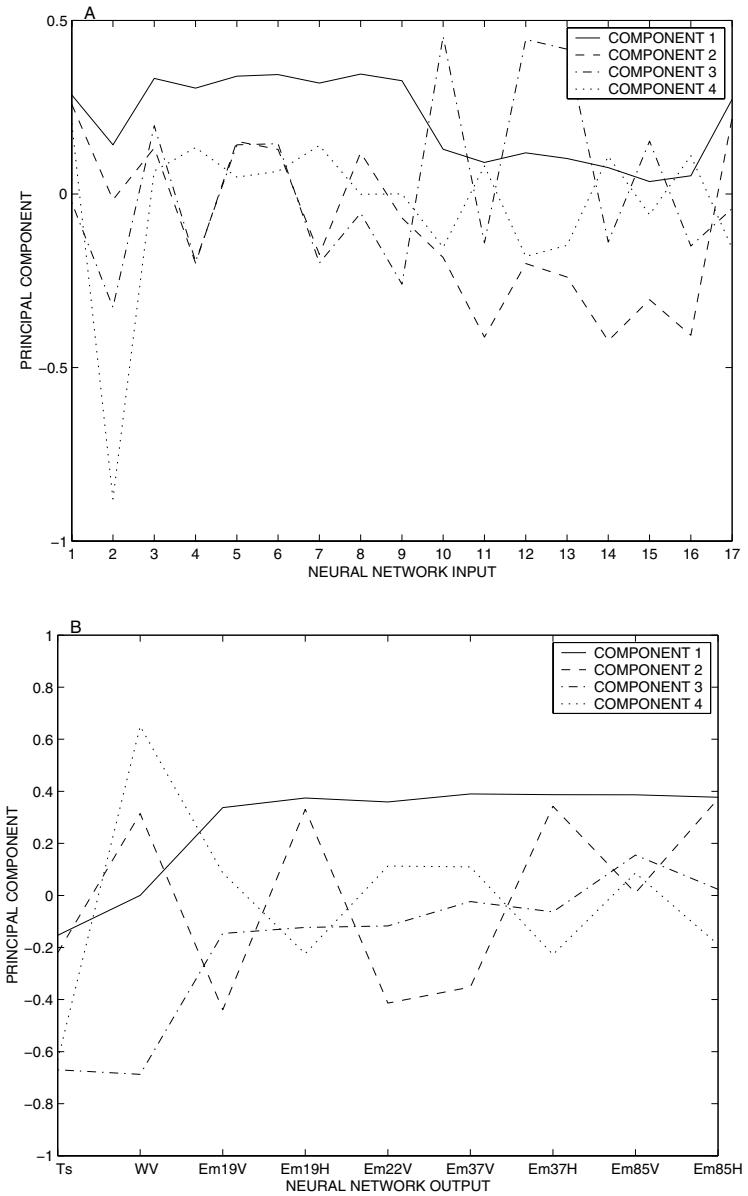 A
0.5
0
−0.5
−1
PRINCIPAL COMPONENT
COMPONENT 1
COMPONENT 2
COMPONENT 3
COMPONENT 4
1 2 3 4 5 6 7 8 9 10 11 12 13 14 15 16 17
NEURAL NETWORK INPUT
B
1
0.8
0.6
0.4
0.2
0
−0.2
−0.4
−0.6
−0.8
−1
PRINCIPAL COMPONENT
COMPONENT 1
COMPONENT 2
COMPONENT 3
COMPONENT 4
Ts WV Em19V Em19H Em22V Em37V Em37H Em85V Em85H
NEURAL NETWORK OUTPUT